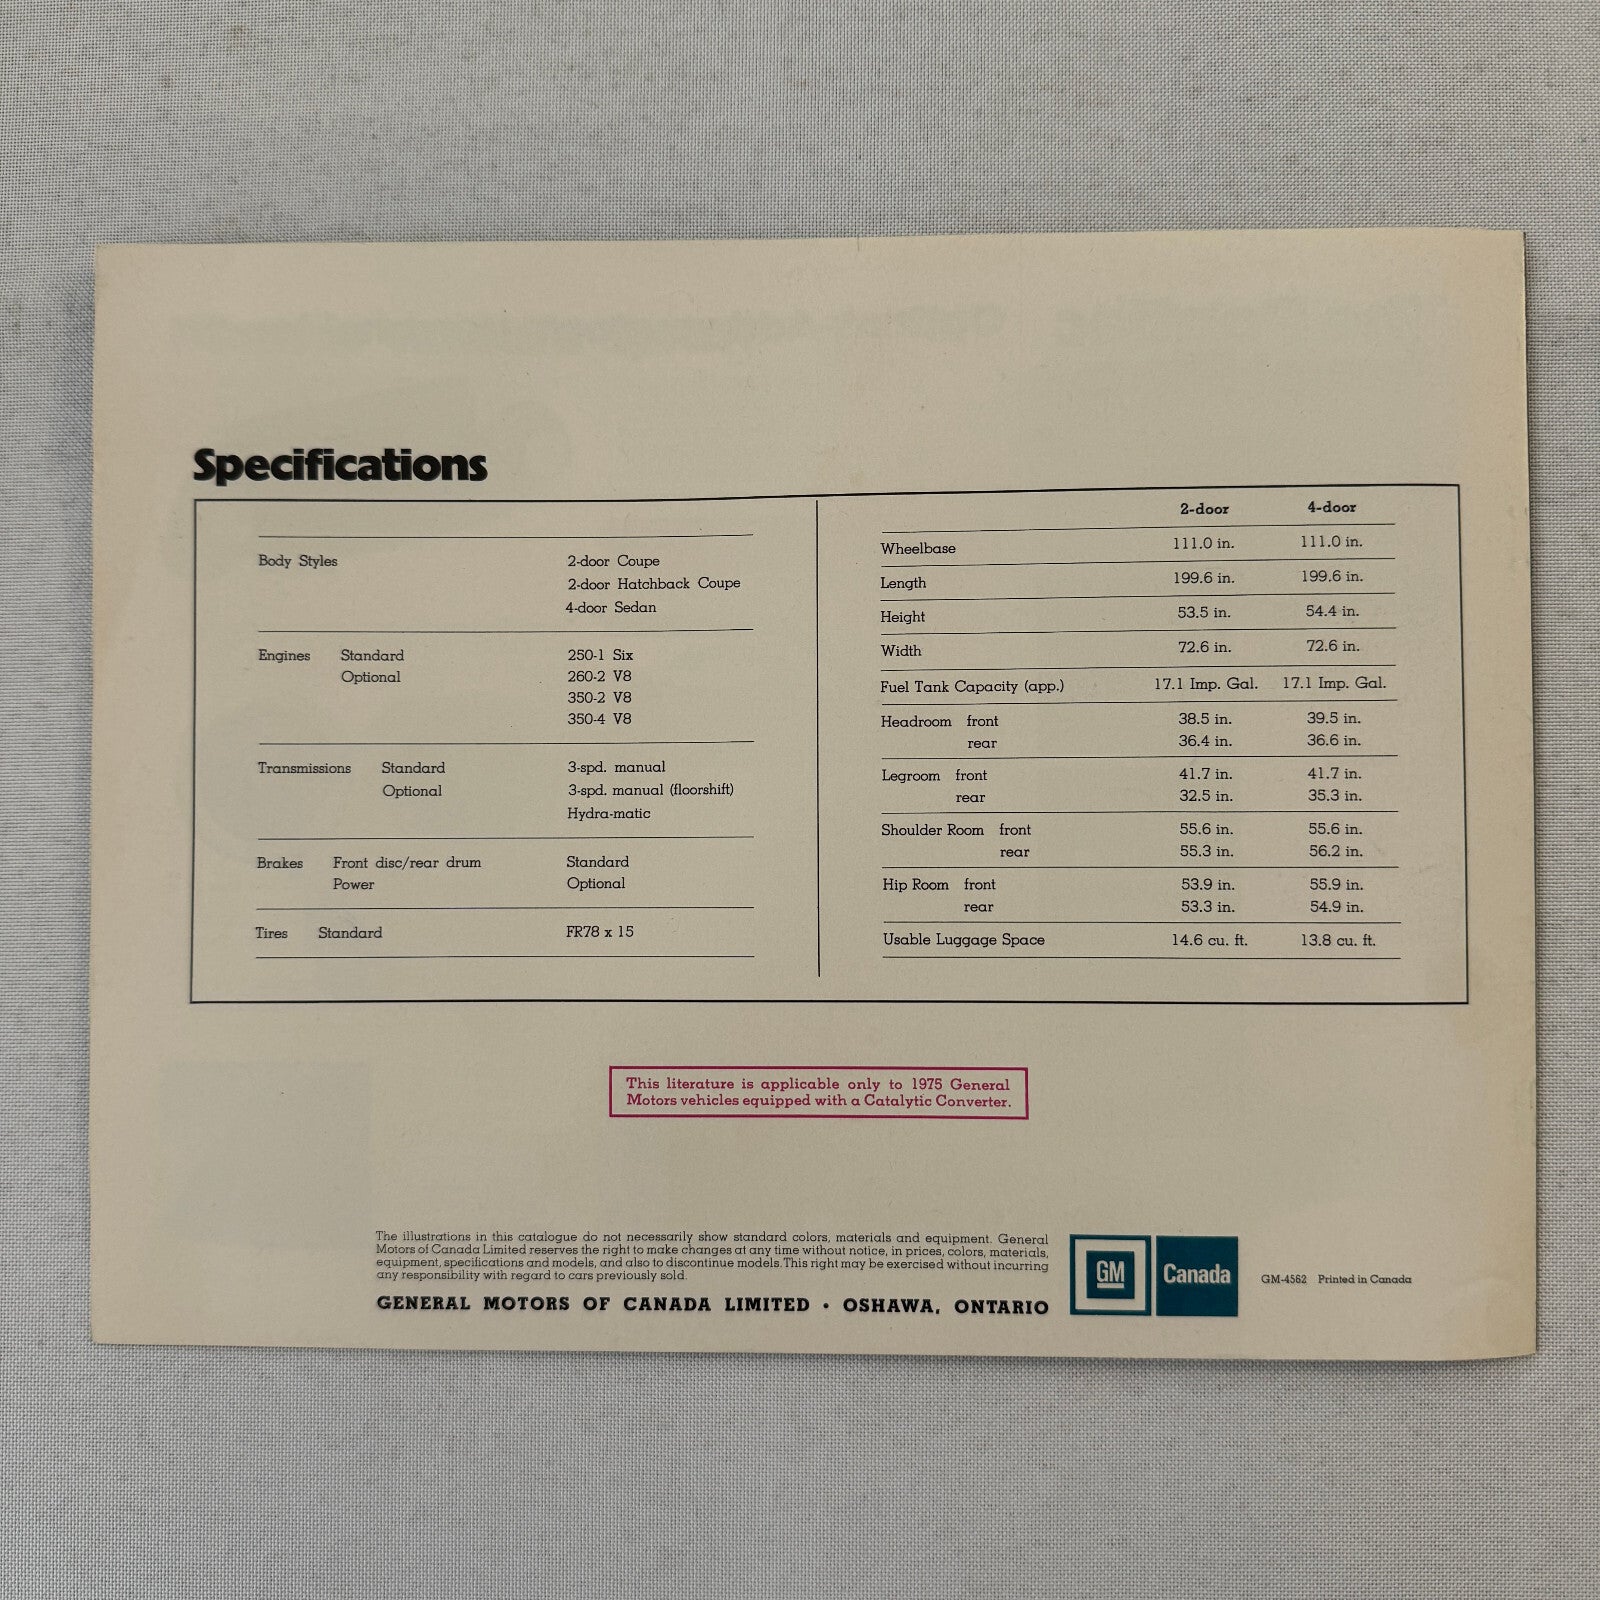 Specifications
Body Styles 2-door Coupe
2-door Hatchback Coupe
4-door Sedan
Engines Standard 250-1 Six
Optional 260-2 V8
350-2 V8
350-4 V8
Transmissions Standard 3-spd. manual
Optional 3-spd. manual (floorshift)
Hydra-matic
Brakes Front disc/rear drum Standard
Power Optional
Tires Standard FR78 x 15
2-door 4-door
Wheelbase 111.0 in. 111.0 in.
Length 199.6 in. 199.6 in.
Height 53.5 in. 54.4 in.
Width 72.6 in. 72.6 in.
Fuel Tank Capacity (app.) 17.1 Imp. Gal. 17.1 Imp. Gal.
Headroom front 38.5 in. 39.5 in.
rear 36.4 in. 36.6 in.
Legroom front 41.7 in. 41.7 in.
rear 32.5 in. 35.3 in.
Shoulder Room front 55.6 in. 55.6 in.
rear 55.3 in. 56.2 in.
Hip Room front 53.9 in. 55.9 in.
rear 53.3 in. 54.9 in.
Usable Luggage Space 14.6 cu. ft. 13.8 cu. ft.
This literature is applicable only to 1975 General
Motors vehicles equipped with a Catalytic Converter.
The illustrations in this catalogue do not necessarily show standard colors, materials and equipment. General
Motors of Canada Limited reserves the right to make changes at any time without notice, in prices, colors, materials,
equipment, specifications and models, and also to discontinue models. This right may be exercised without incurring
any responsibility with regard to cars previously sold.
GENERAL MOTORS OF CANADA LIMITED • OSHAWA, ONTARIO
GM Canada
GM-4562 Printed in Canada